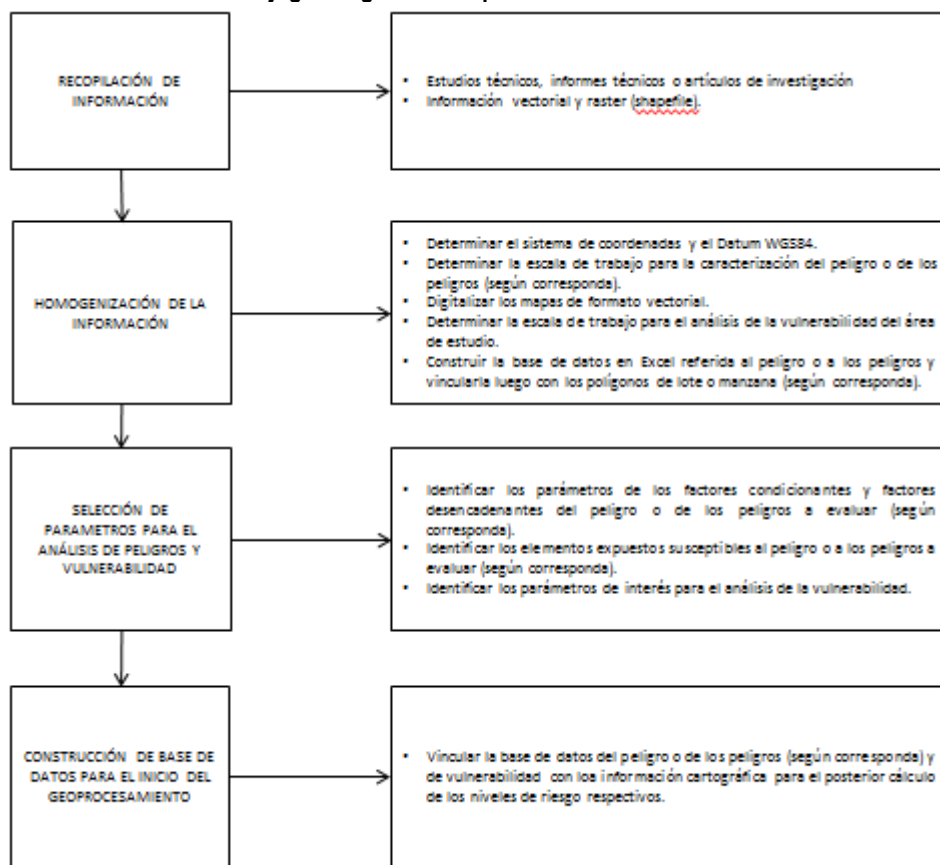 RECOPILACIÓN DE
INFORMACIÓN
• Estudios técnicos, informes técnicos o artículos de investigación
• Información vectorial y raster (shapefile).
HOMOGENIZACIÓN DE LA
INFORMACIÓN
• Determinar el sistema de coordenadas y el Datum WGS84.
• Determinar la escala de trabajo para la caracterización del peligro o de los
peligros (según corresponda).
• Digitalizar los mapas de formato vectorial.
• Determinar la escala de trabajo para el análisis de la vulnerabilidad del área
de estudio.
• Construir la base de datos en Excel referida al peligro o a los peligros y
vincularla luego con los polígonos de lote o manzana (según corresponda).
SELECCIÓN DE
PARAMETROS PARA EL
ANÁLISIS DE PELIGROS Y
VULNERABILIDAD
• Identificar los parámetros de los factores condicionantes y factores
desencadenantes del peligro o de los peligros a evaluar (según
corresponda).
• Identificar los elementos expuestos susceptibles al peligro o a los peligros a
evaluar (según corresponda).
• Identificar los parámetros de interés para el análisis de la vulnerabilidad.
CONSTRUCCIÓN DE BASE DE
DATOS PARA EL INICIO DEL
GEOPROCESAMIENTO
• Vincular la base de datos del peligro o de los peligros (según corresponda) y
de vulnerabilidad con loa información cartográfica para el posterior cálculo
de los niveles de riesgo respectivos.